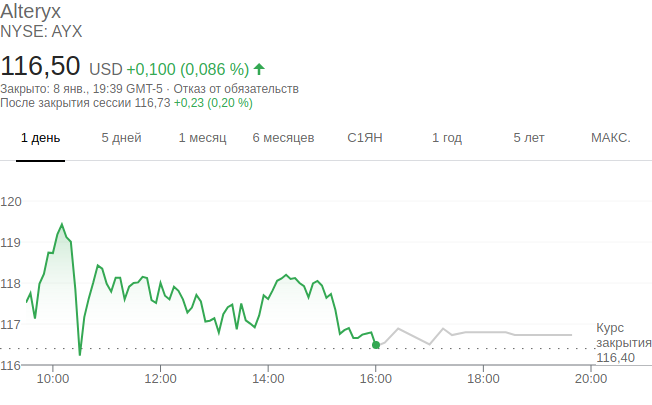 Alteryx
NYSE: AYX
116,50 USD +0,100 (0,086 %)
Закрыто: 8 янв., 19:39 GMT-5 · Отказ от обязательств
После закрытия сессии 116,73 +0,23 (0,20 %)
1 день 5 дней 1 месяц 6 месяцев С1ЯН 1 год 5 лет МАКС.
120
119
118
117
116
Курс
закрытия
116,40
10:00 12:00 14:00 16:00 18:00 20:00